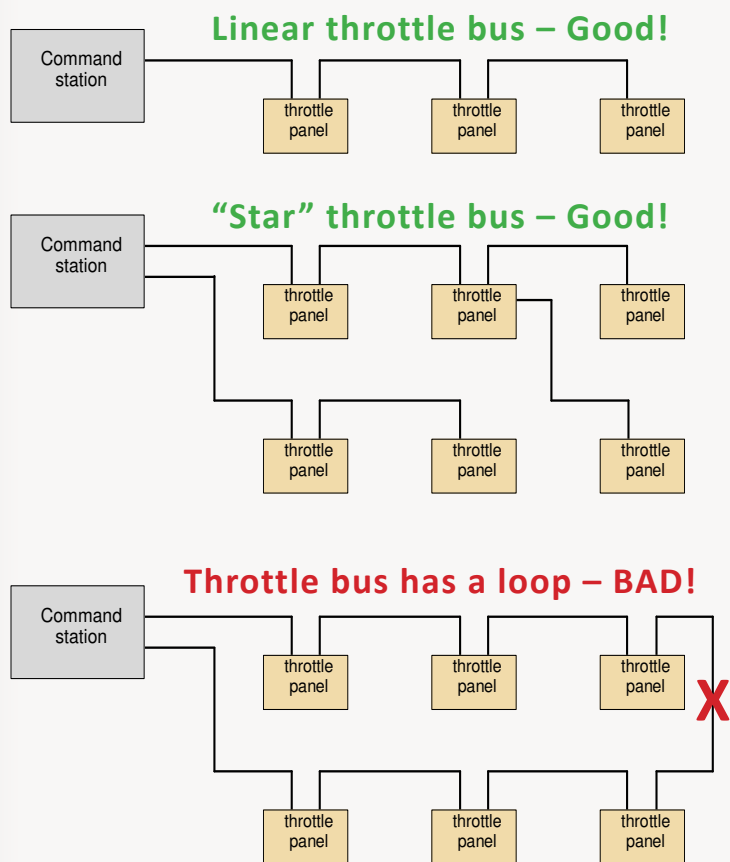 Linear throttle bus – Good!
Command
station
throttle
panel
throttle
panel
throttle
panel
“Star” throttle bus – Good!
Command
station
throttle
panel
throttle
panel
throttle
panel
throttle
panel
throttle
panel
throttle
panel
Throttle bus has a loop – BAD!
Command
station
throttle
panel
throttle
panel
throttle
panel
X
throttle
panel
throttle
panel
throttle
panel